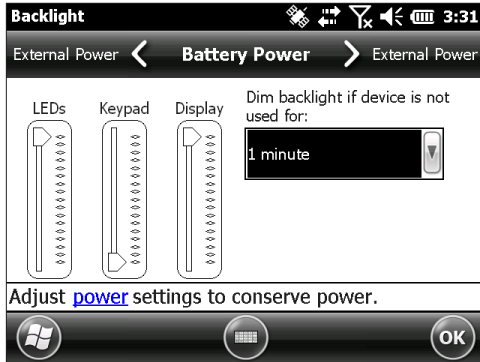 Backlight 3:31
External Power Battery Power External Power
LEDs Keypad Display
Dim backlight if device is not
used for:
1 minute
Adjust power settings to conserve power.
OK